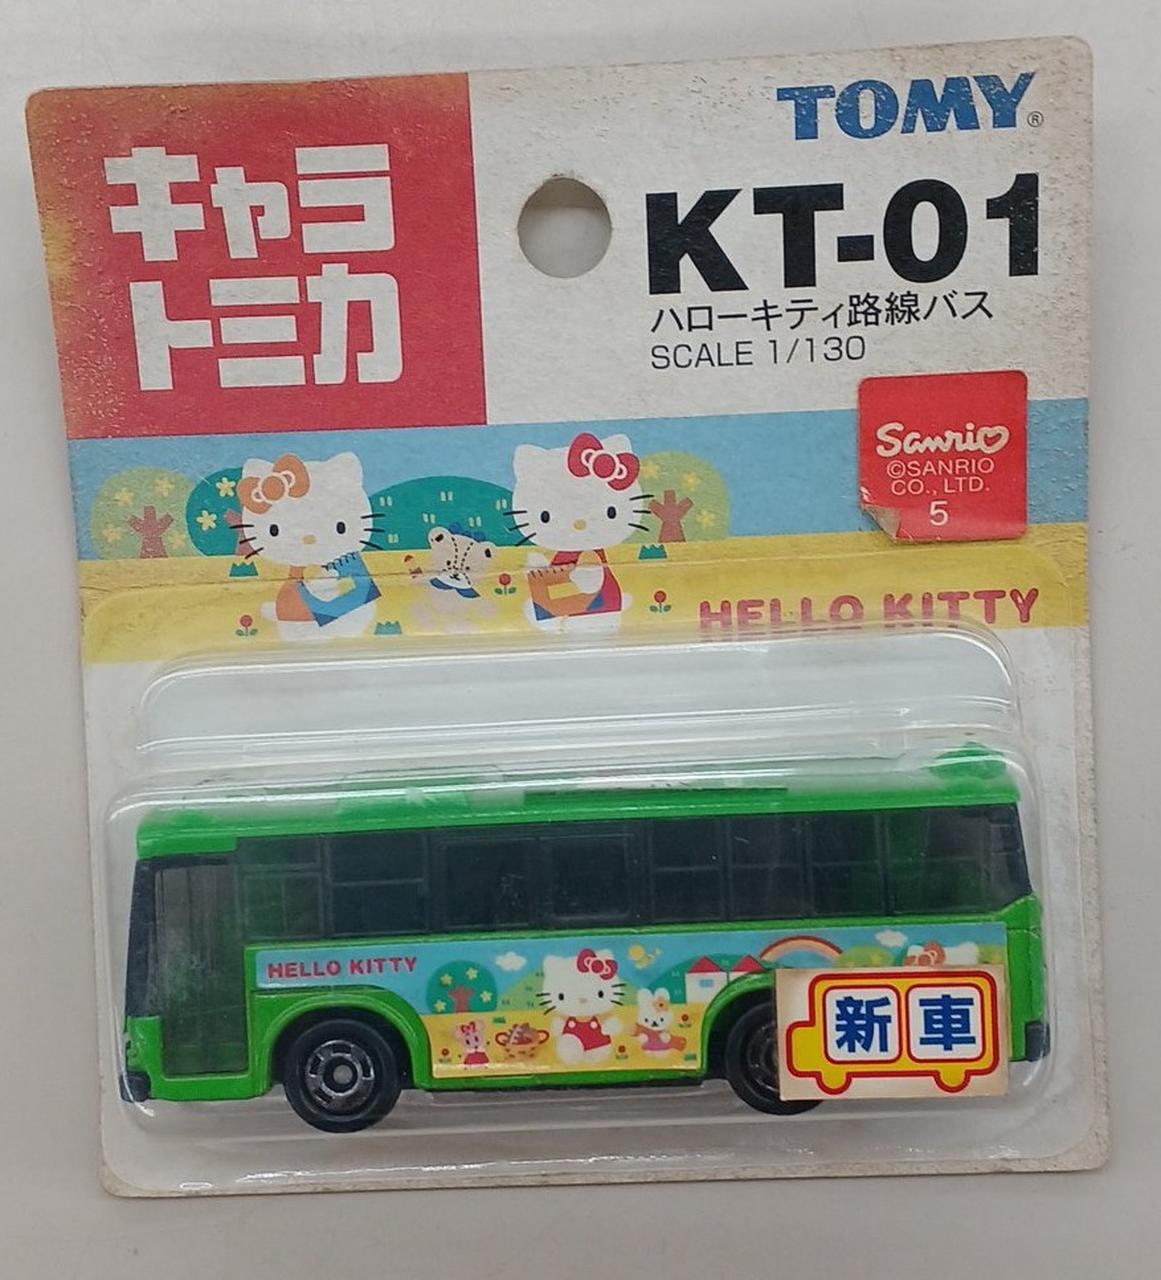 TOMY®
キャラ
トミカ
KT-01
ハローキティ路線バス
SCALE 1/130
Sanrio
©SANRIO
CO., LTD.
5
HELLO KITTY
HELLO KITTY
新車